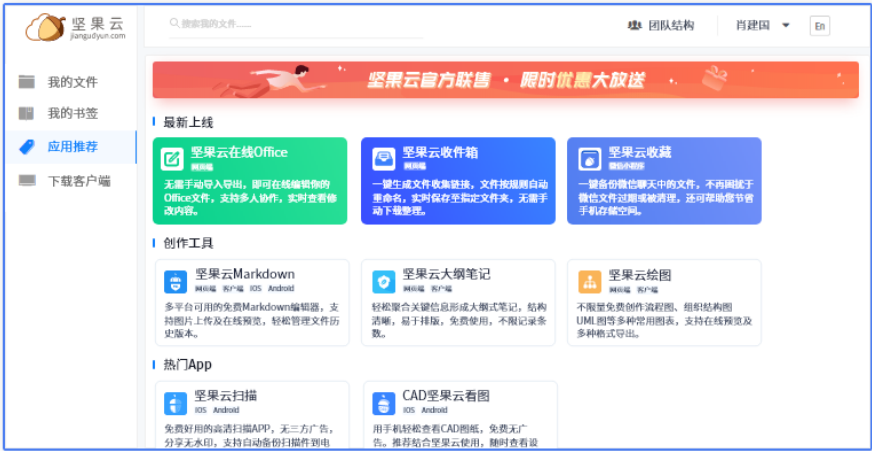 坚果云
jianguoyun.com
搜索我的文件......
团队结构
肖建国
En
我的文件
我的书签
应用推荐
下载客户端
坚果云官方联售 · 限时优惠大放送
最新上线
坚果云在线Office
网页端
无需手动导入导出，即可在线编辑你的
Office文件，支持多人协作，实时查看修
改内容。
坚果云收件箱
网页端
一键生成文件收集链接，文件按规则自动
重命名，实时保存至指定文件夹，无需手
动下载整理。
坚果云收藏
微信小程序
一键备份微信聊天中的文件，不再困扰于
微信文件过期或被清理，还可帮助您节省
手机存储空间。
创作工具
坚果云Markdown
网页端 客户端 IOS Android
多平台可用的免费Markdown编辑器，支
持图片上传及在线预览，轻松管理文件历
史版本。
坚果云大纲笔记
网页端 客户端
轻松聚合关键信息形成大纲式笔记，结构
清晰，易于排版，免费使用，不限记录条
数。
坚果云绘图
网页端 客户端
不限量免费创作流程图、组织结构图
UML图等多种常用图表，支持在线预览及
多种格式导出。
热门App
坚果云扫描
IOS Android
免费好用的高清扫描APP，无三方广告，
分享无水印，支持自动备份扫描件到电
CAD坚果云看图
IOS Android
用手机轻松查看CAD图纸，免费无广
告。推荐结合坚果云使用，随时查看设